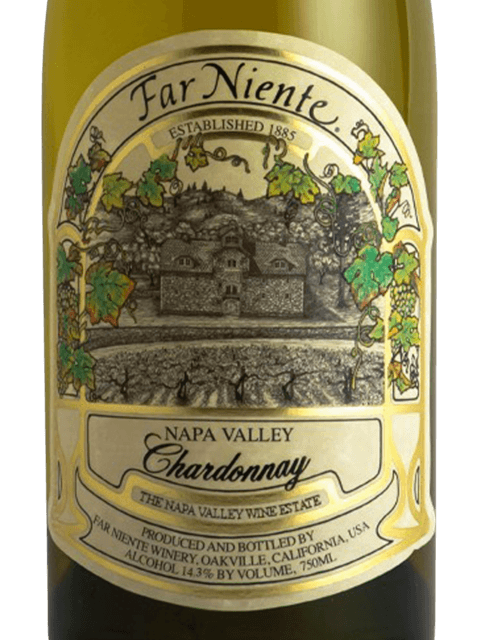 Far Niente.
ESTABLISHED 1885
NAPA VALLEY
Chardonnay
THE NAPA VALLEY WINE ESTATE
PRODUCED AND BOTTLED BY
FAR NIENTE WINERY, OAKVILLE, CALIFORNIA, USA
ALCOHOL 14.3% BY VOLUME, 750ML